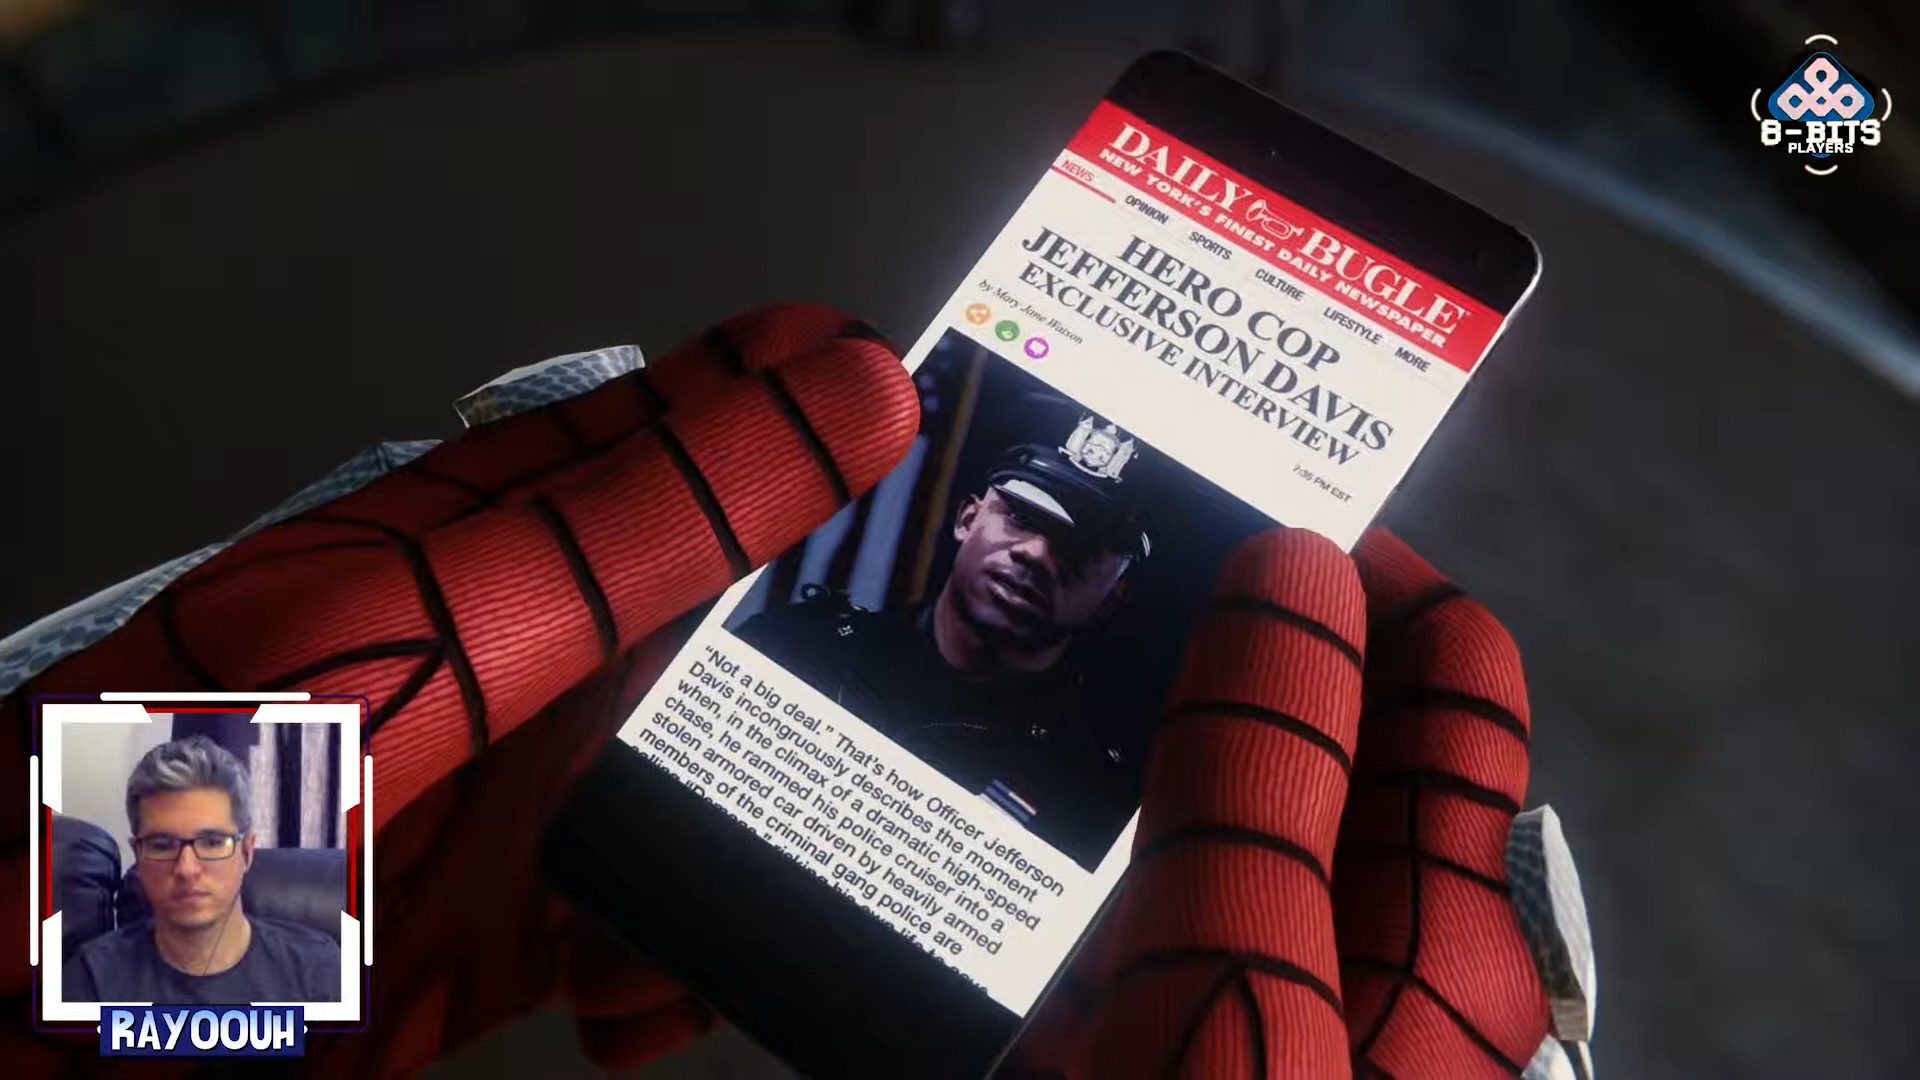 8-BITS
PLAYERS
DAILY BUGLE
NEW YORK'S FINEST DAILY NEWSPAPER
NEWS OPINION SPORTS CULTURE LIFESTYLE MORE
HERO COP
JEFFERSON DAVIS
EXCLUSIVE INTERVIEW
by Mary Jane Watson
7:35 PM EST
“Not a big deal.” That's how Officer Jefferson
Davis incongruously describes the moment
when, in the climax of a dramatic high-speed
chase, he rammed his police cruiser into a
stolen armored car driven by heavily armed
members of the criminal gang police are
RAYOOUH